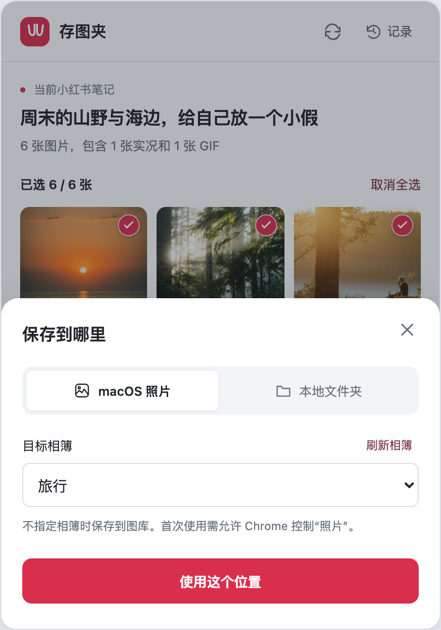 存图夹
记录
当前小红书笔记
周末的山野与海边，给自己放一个小假
6 张图片，包含 1 张实况和 1 张 GIF
已选 6 / 6 张
取消全选
保存到哪里
macOS 照片
本地文件夹
目标相簿
刷新相簿
旅行
不指定相簿时保存到图库。首次使用需允许 Chrome 控制“照片”。
使用这个位置